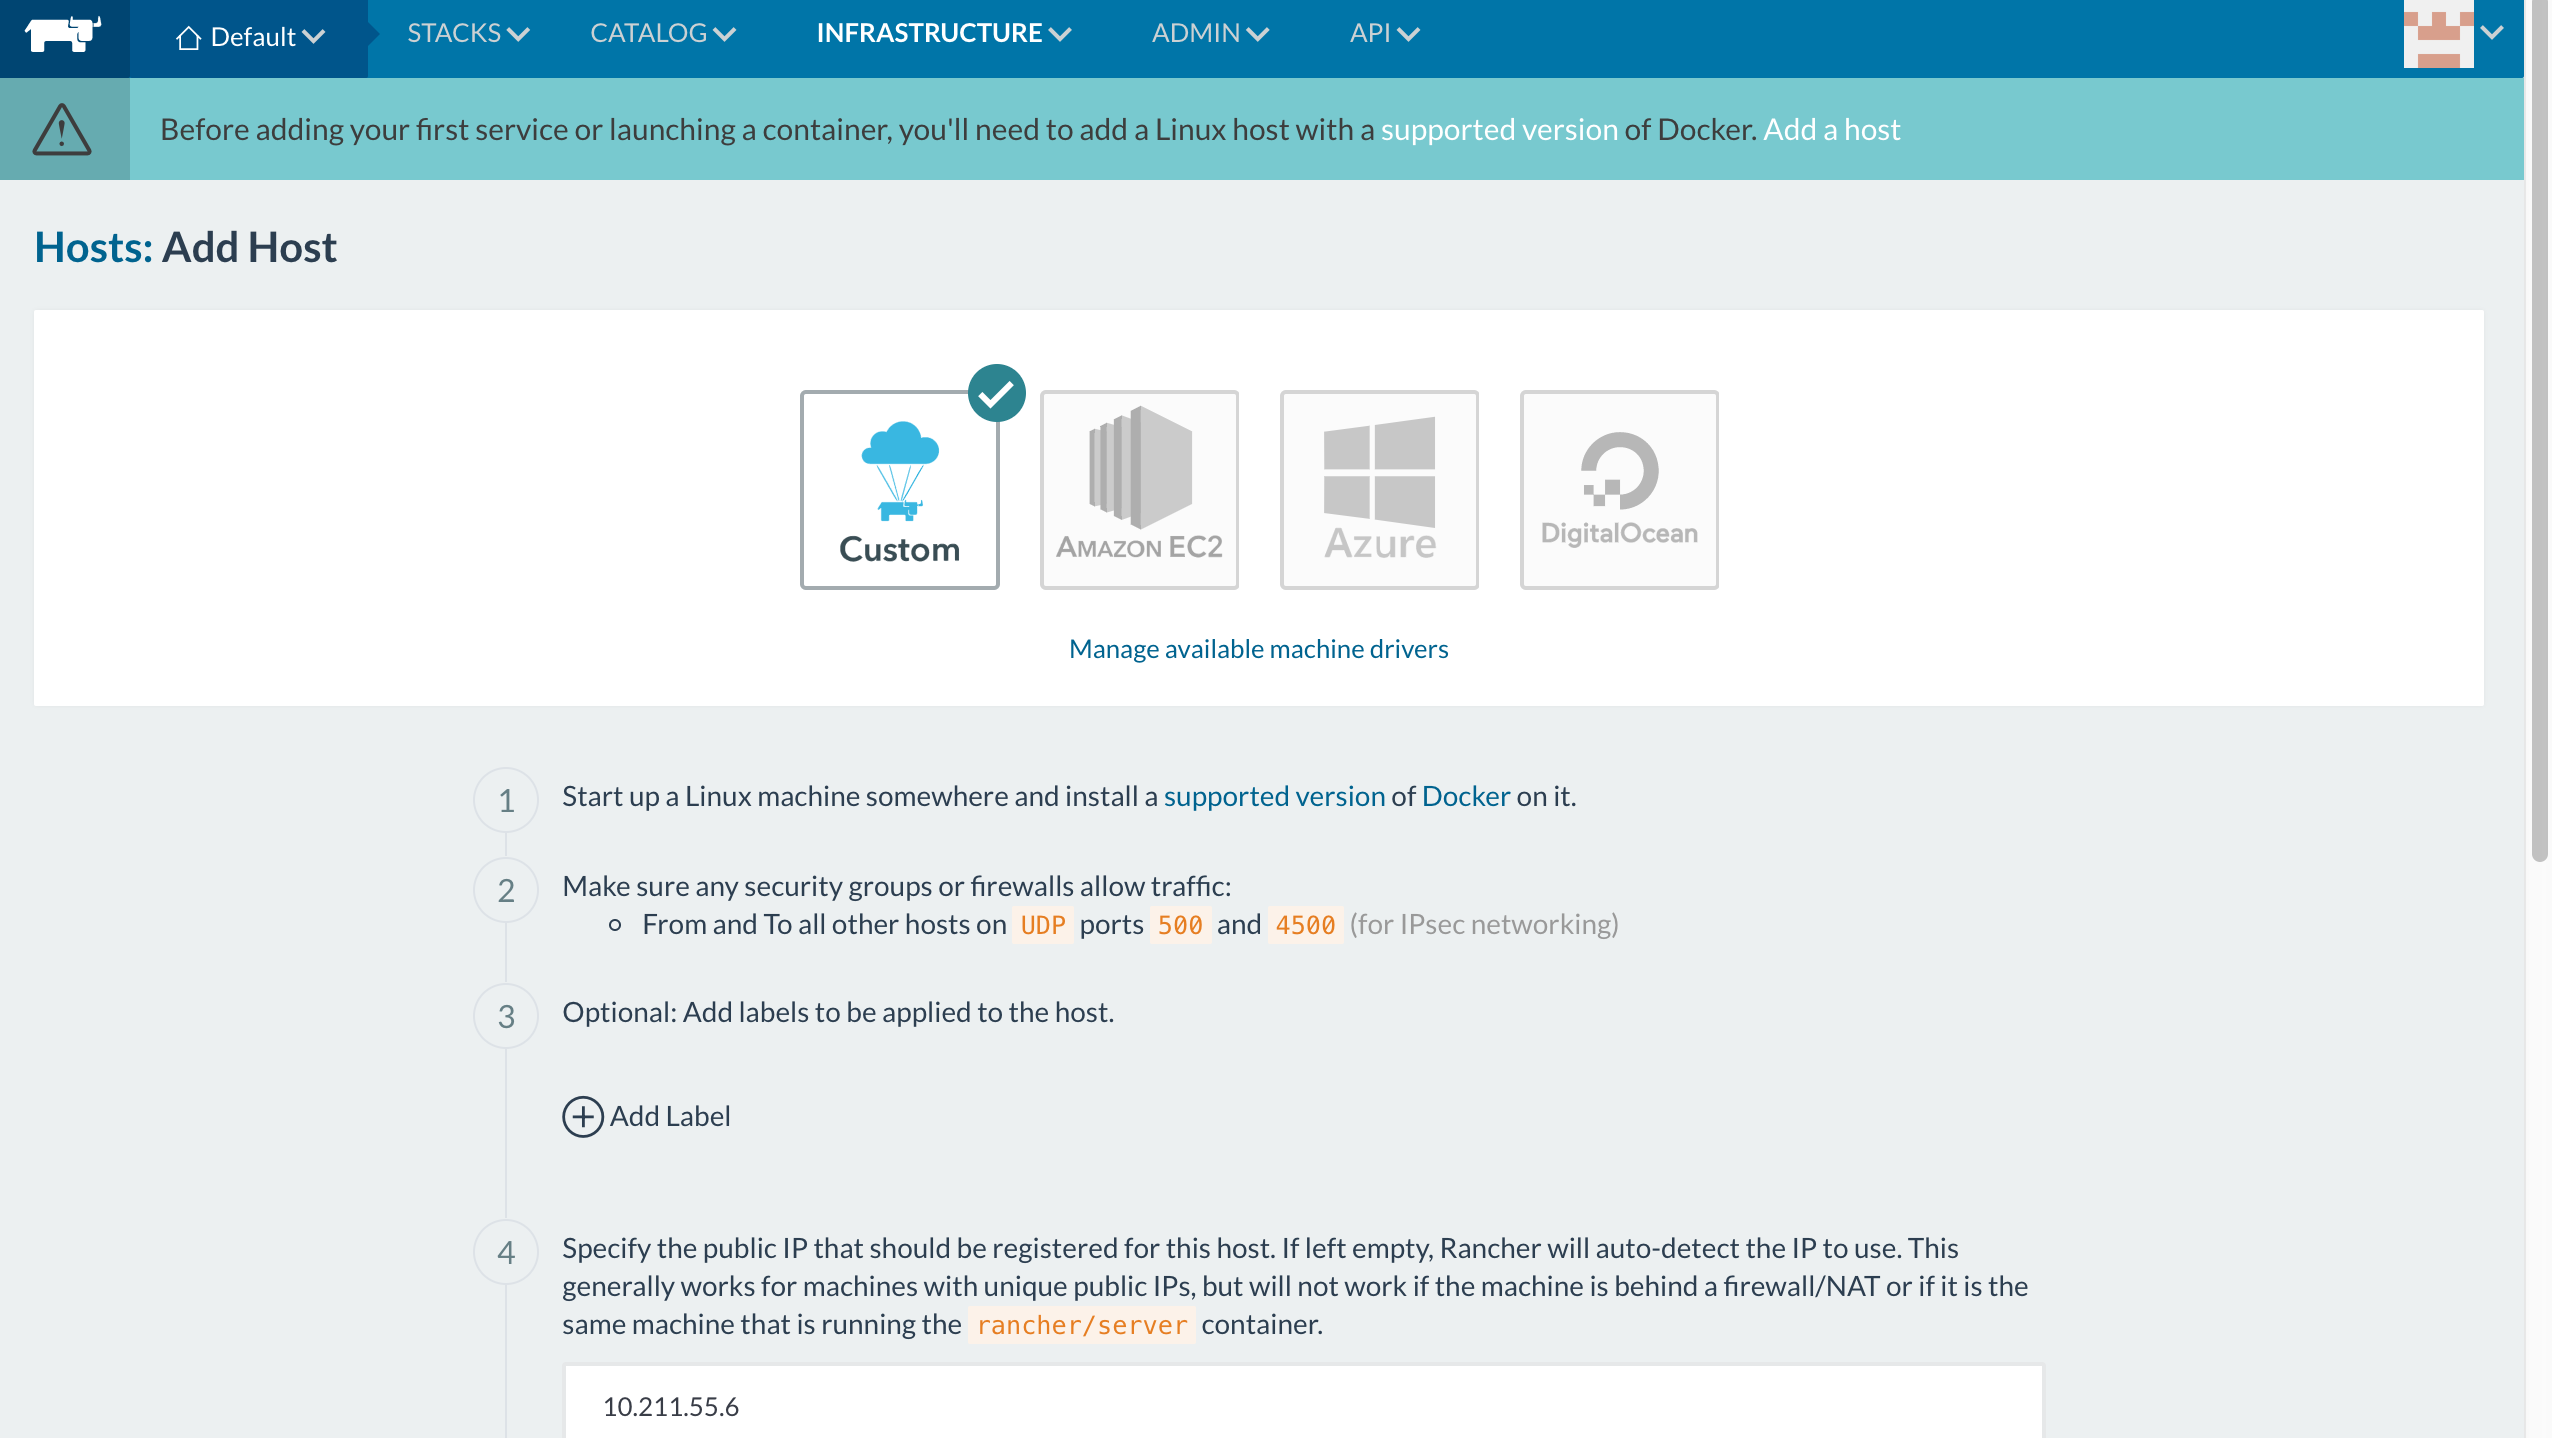 Default STACKS CATALOG INFRASTRUCTURE ADMIN API
Before adding your first service or launching a container, you'll need to add a Linux host with a supported version of Docker. Add a host
Hosts: Add Host
Custom
AMAZON EC2
Azure
DigitalOcean
Manage available machine drivers
1 Start up a Linux machine somewhere and install a supported version of Docker on it.
2 Make sure any security groups or firewalls allow traffic:
From and To all other hosts on UDP ports 500 and 4500 (for IPsec networking)
3 Optional: Add labels to be applied to the host.
Add Label
4 Specify the public IP that should be registered for this host. If left empty, Rancher will auto-detect the IP to use. This
generally works for machines with unique public IPs, but will not work if the machine is behind a firewall/NAT or if it is the
same machine that is running the rancher/server container.
10.211.55.6